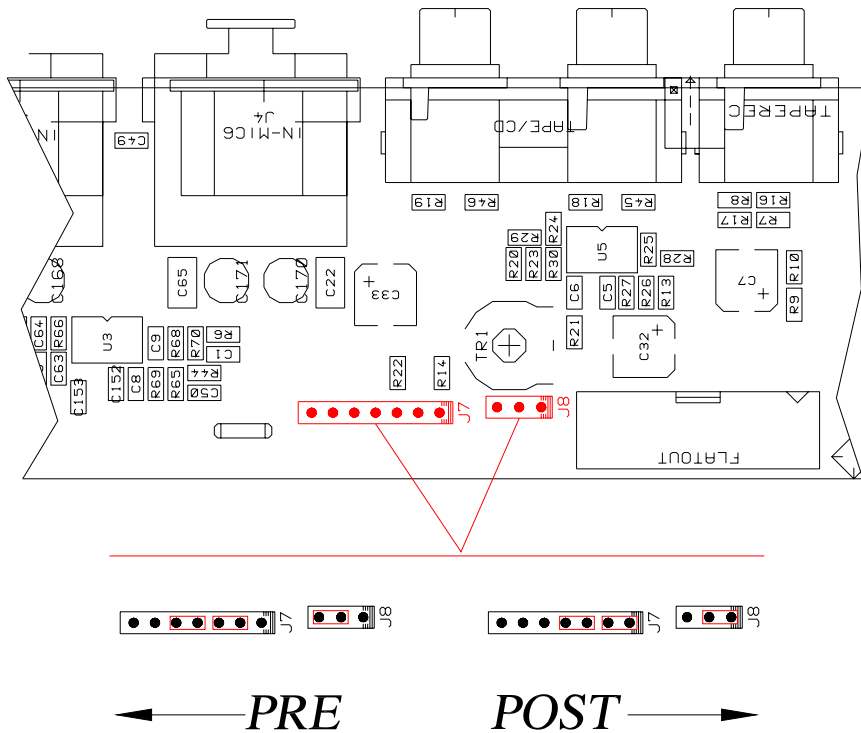 IN
J4
IN-MIC6
TAPE/CD
TAPEREC
C49
R19
R46
R18
R45
R8
R16
R17
R7
R24
R29
R20
R23
R30
U5
R25
R28
C168
C65
C171
C170
C22
C33
C6
C5
R27
R26
R13
C7
R10
R9
C64
R66
U3
C9
R68
R70
R6
C1
TR1
R21
C32
C63
C153
C152
C8
R69
R65
R44
C50
R22
R14
J7
J8
FLATOUT
J7
J8
J7
J8
PRE
POST